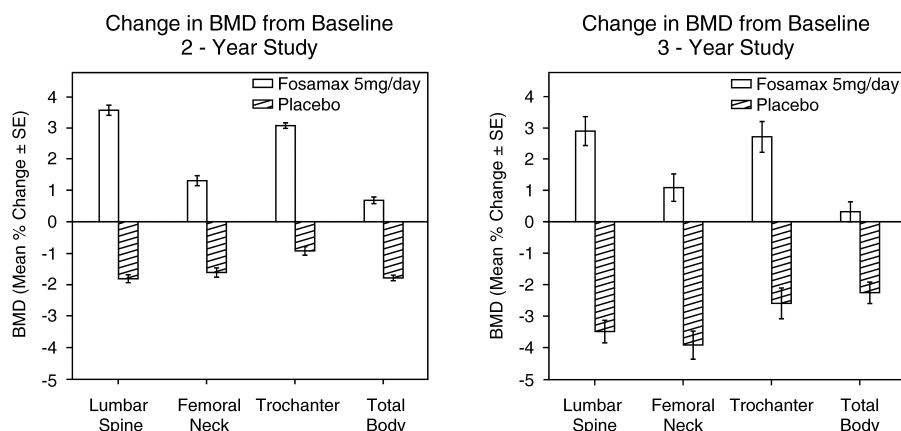 Change in BMD from Baseline
2 - Year Study
Fosamax 5mg/day
Placebo
BMD (Mean % Change ± SE)
4
3
2
1
0
-1
-2
-3
-4
-5
Lumbar Spine
Femoral Neck
Trochanter
Total Body
Change in BMD from Baseline
3 - Year Study
Fosamax 5mg/day
Placebo
BMD (Mean % Change ± SE)
4
3
2
1
0
-1
-2
-3
-4
-5
Lumbar Spine
Femoral Neck
Trochanter
Total Body